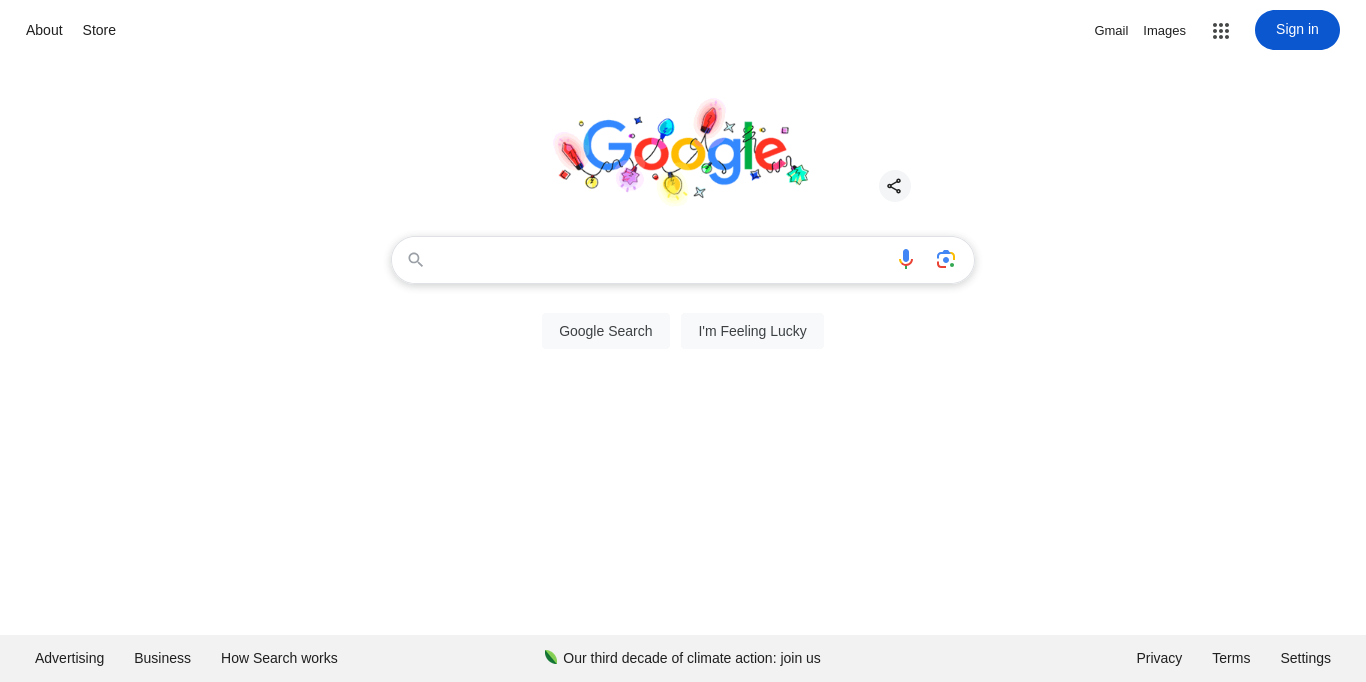 About Store
Gmail Images
Sign in
Google
Google Search
I'm Feeling Lucky
Advertising Business How Search works
Our third decade of climate action: join us
Privacy Terms Settings